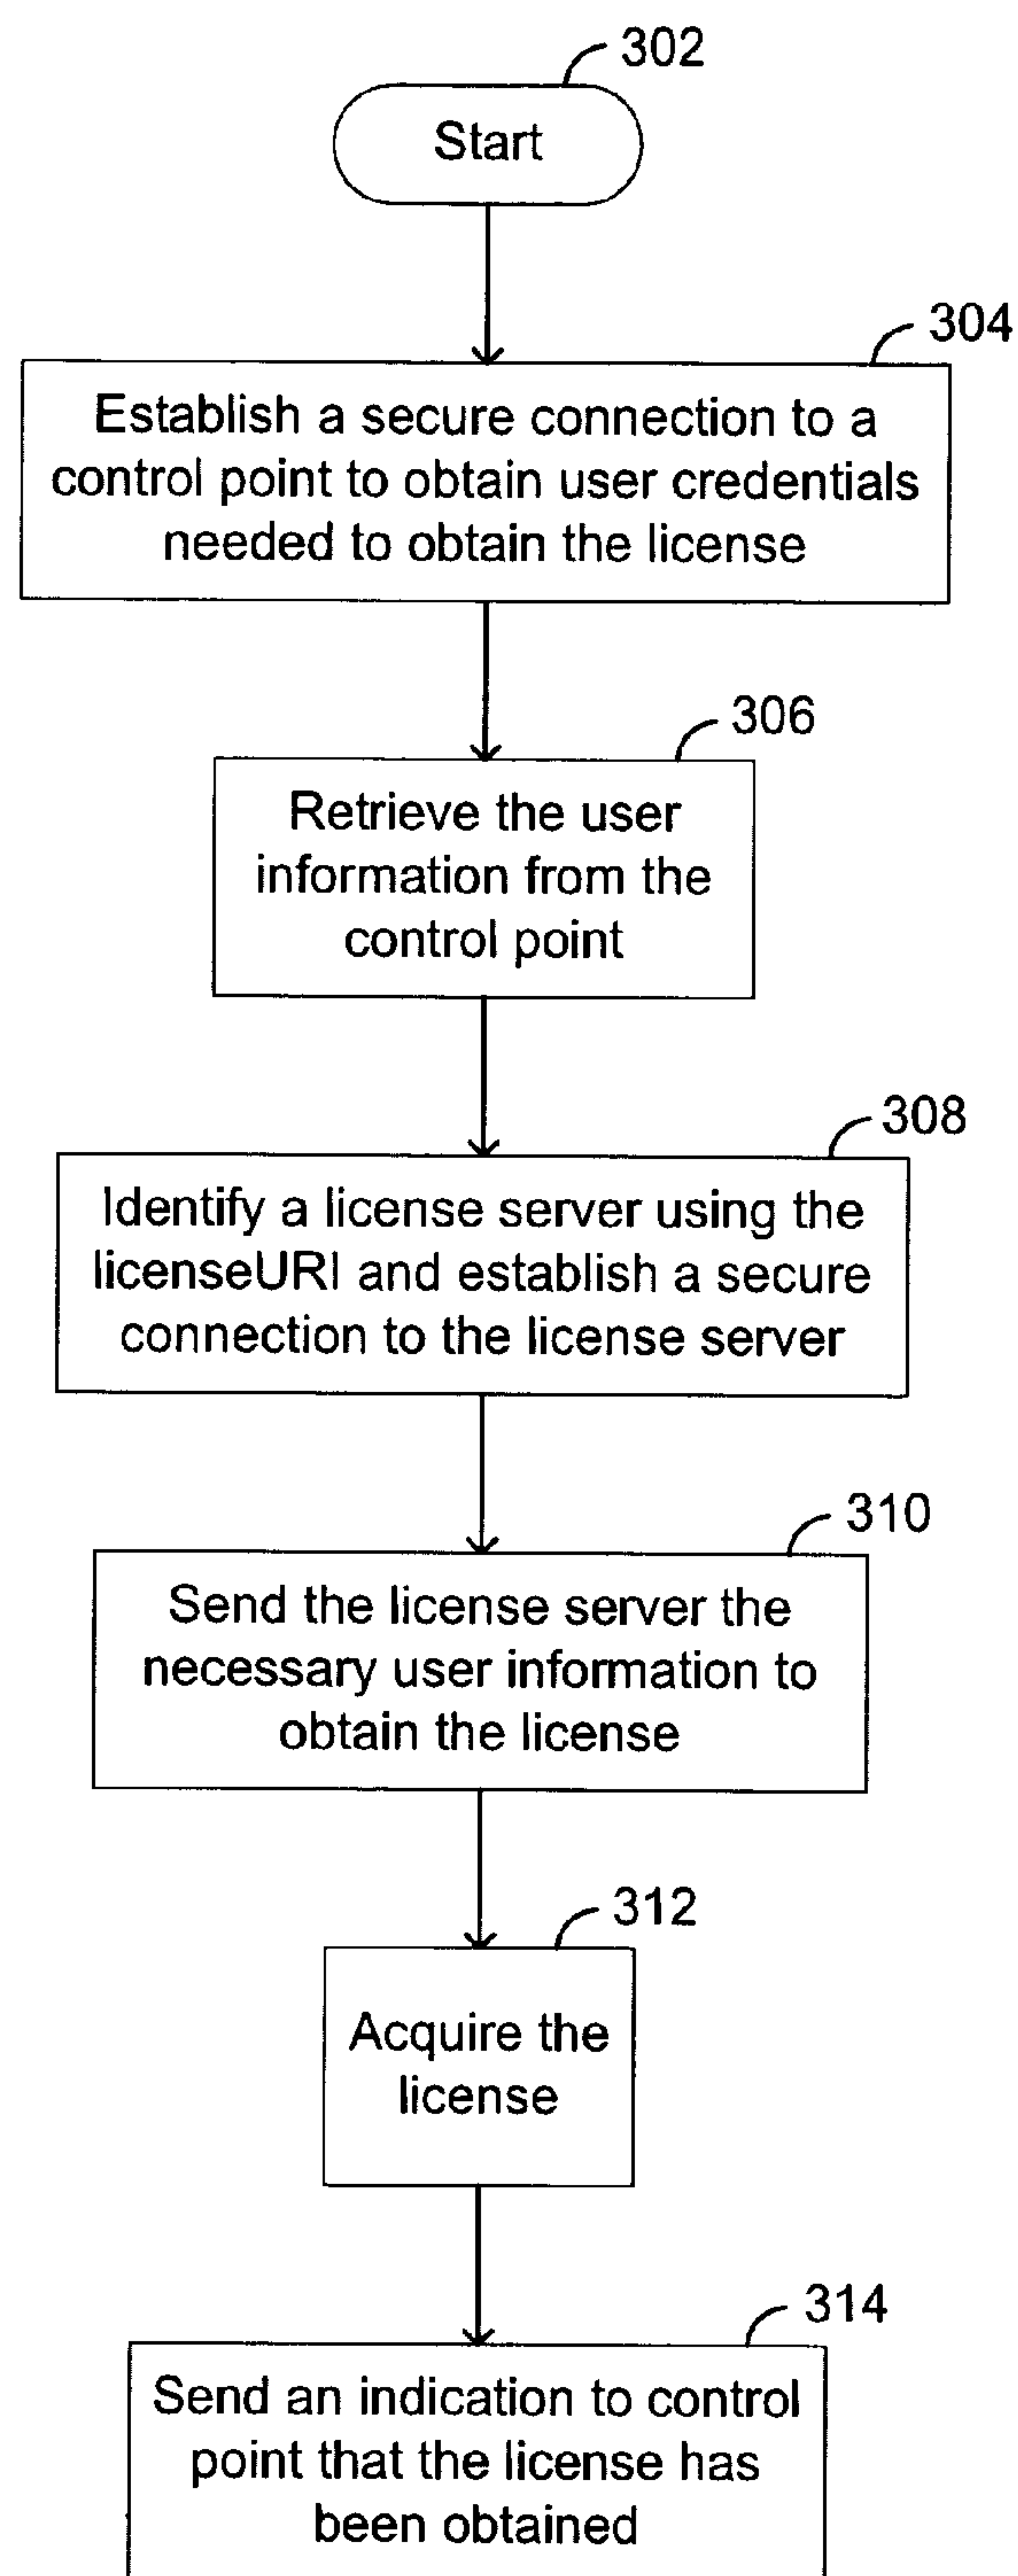 302
Start
304
Establish a secure connection to a
control point to obtain user credentials
needed to obtain the license
306
Retrieve the user
information from the
control point
308
Identify a license server using the
licenseURI and establish a secure
connection to the license server
310
Send the license server the
necessary user information to
obtain the license
312
Acquire the
license
314
Send an indication to control
point that the license has
been obtained